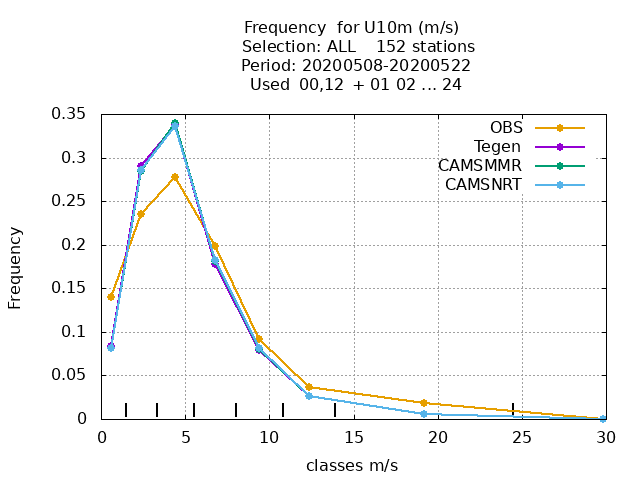 Frequency  for U10m (m/s)
Selection: ALL    152 stations
Period: 20200508-20200522
Used  00,12  + 01 02 ... 24
0.35
0.3
0.25
0.2
0.15
0.1
0.05
0
Frequency
OBS
Tegen
CAMSMMR
CAMSNRT
0 5 10 15 20 25 30
classes m/s